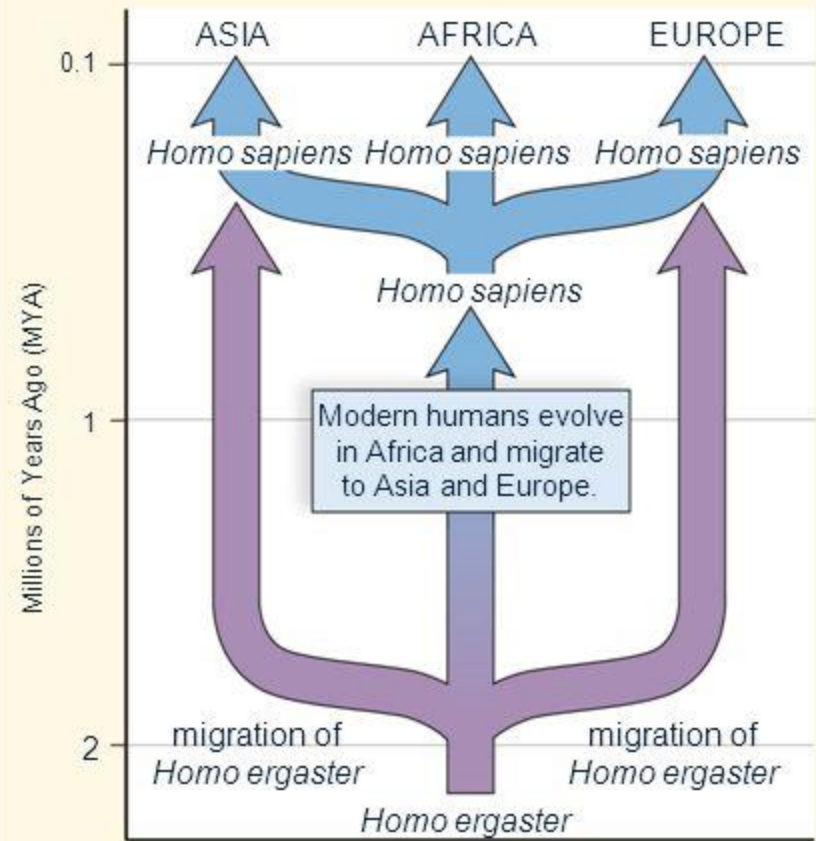 ASIA AFRICA EUROPE
0.1
Homo sapiens Homo sapiens Homo sapiens
Homo sapiens
Millions of Years Ago (MYA)
1
Modern humans evolve
in Africa and migrate
to Asia and Europe.
2
migration of
Homo ergaster
migration of
Homo ergaster
Homo ergaster